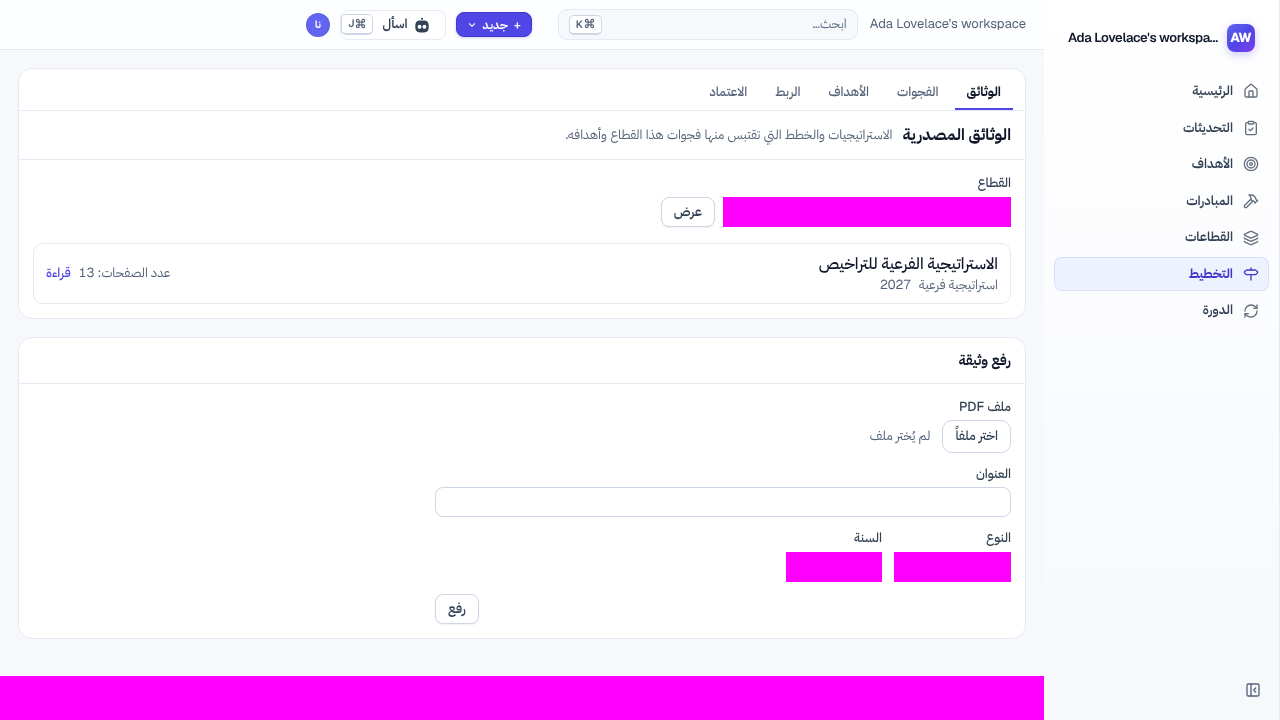 AW
Ada Lovelace's workspa...
الرئيسية
التحديثات
الأهداف
المبادرات
القطاعات
التخطيط
الدورة
Ada Lovelace's workspace
ابحث...
⌘K
+ جديد
اسأل
⌘J
نا
الوثائق
الفجوات
الأهداف
الربط
الاعتماد
الوثائق المصدرية
الاستراتيجيات والخطط التي تقتبس منها فجوات هذا القطاع وأهدافه.
القطاع
عرض
الاستراتيجية الفرعية للتراخيص
استراتيجية فرعية 2027
عدد الصفحات: 13
قراءة
رفع وثيقة
ملف PDF
اختر ملفاً
لم يُختر ملف
العنوان
النوع
السنة
رفع